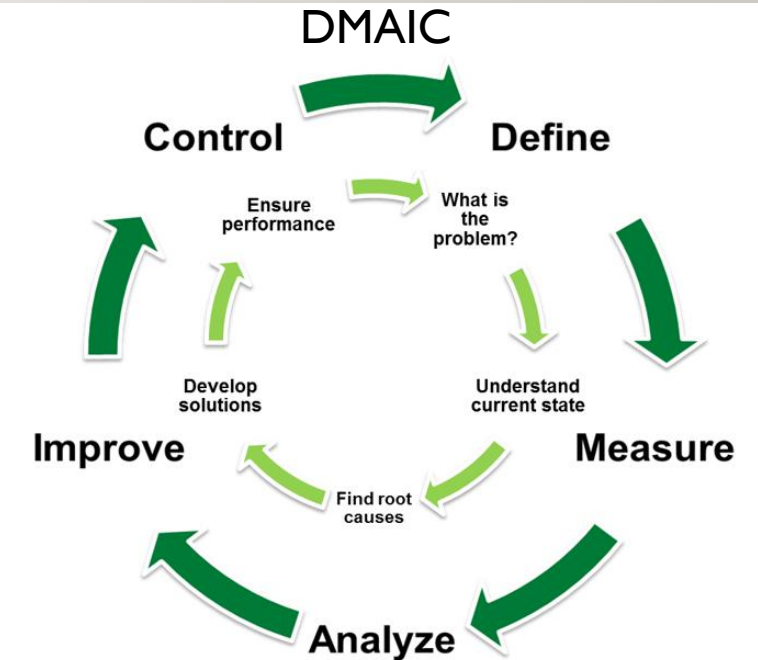 DMAIC
Control
Define
Ensure
performance
What is
the
problem?
Develop
solutions
Understand
current state
Improve
Measure
Find root
causes
Analyze